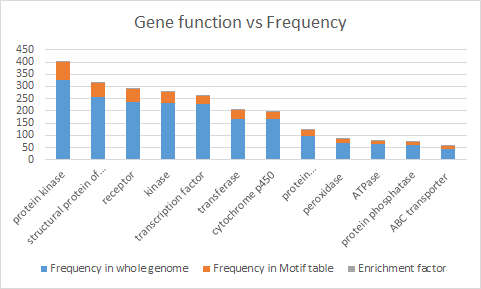 Gene function vs Frequency
450
400
350
300
250
200
150
100
50
0
protein kinase
structural protein of…
receptor
kinase
transcription factor
transferase
cytochrome p450
protein…
peroxidase
ATPase
protein phosphatase
ABC transporter
Frequency in whole genome
Frequency in Motif table
Enrichment factor